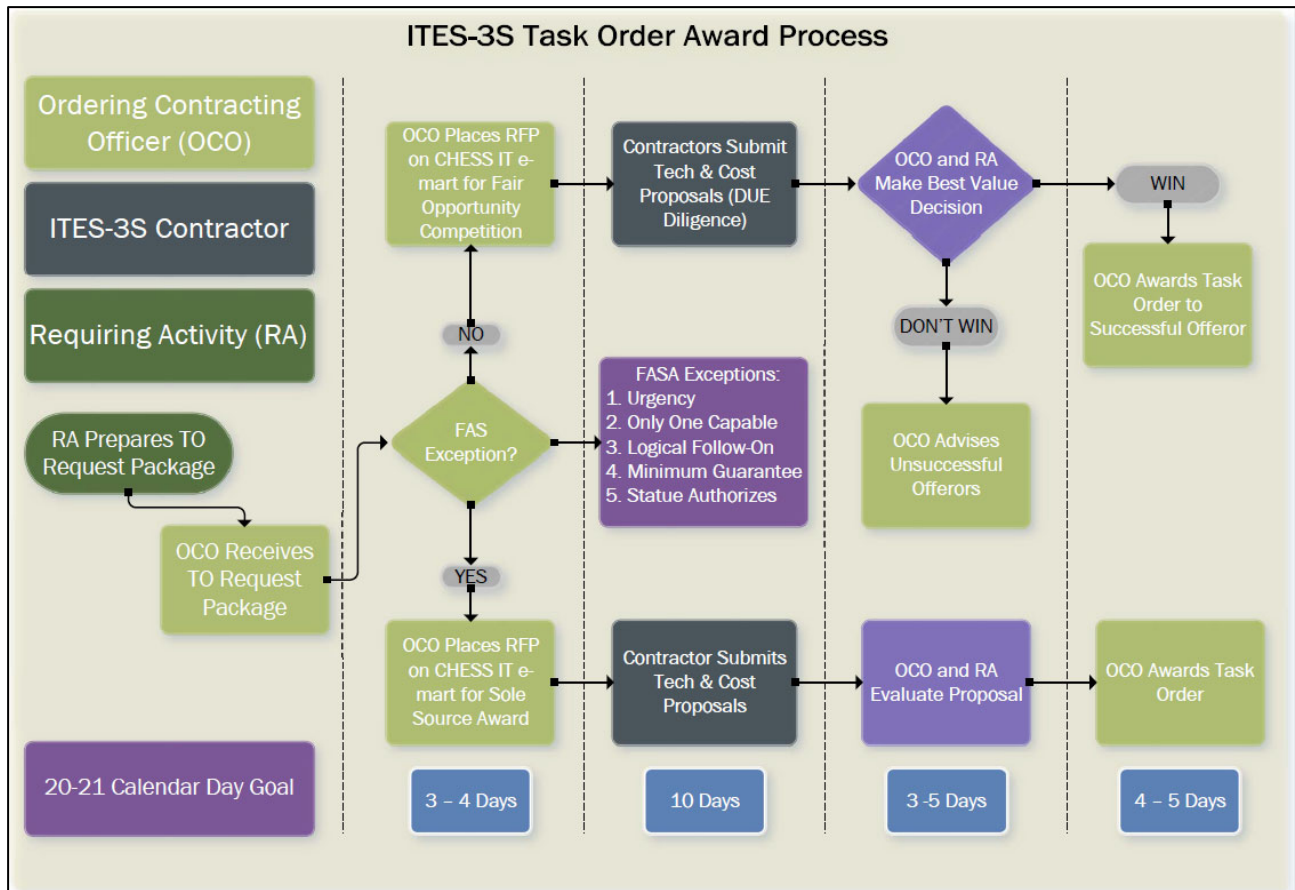 ITES-3S Task Order Award Process
Ordering Contracting
Officer (OCO)
ITES-3S Contractor
Requiring Activity (RA)
RA Prepares TO
Request Package
OCO Receives
TO Request
Package
20-21 Calendar Day Goal
OCO Places RFP
on CHESS IT e-
mart for Fair
Opportunity
Competition
NO
FAS
Exception?
YES
OCO Places RFP
on CHESS IT e-
mart for Sole
Source Award
3 – 4 Days
Contractors Submit
Tech & Cost
Proposals (DUE
Diligence)
FASA Exceptions:
1. Urgency
2. Only One Capable
3. Logical Follow-On
4. Minimum Guarantee
5. Statue Authorizes
Contractor Submits
Tech & Cost
Proposals
10 Days
OCO and RA
Make Best Value
Decision
DON'T WIN
OCO Advises
Unsuccessful
Offerors
OCO and RA
Evaluate Proposal
3 -5 Days
WIN
OCO Awards Task
Order to
Successful Offeror
OCO Awards Task
Order
4 – 5 Days